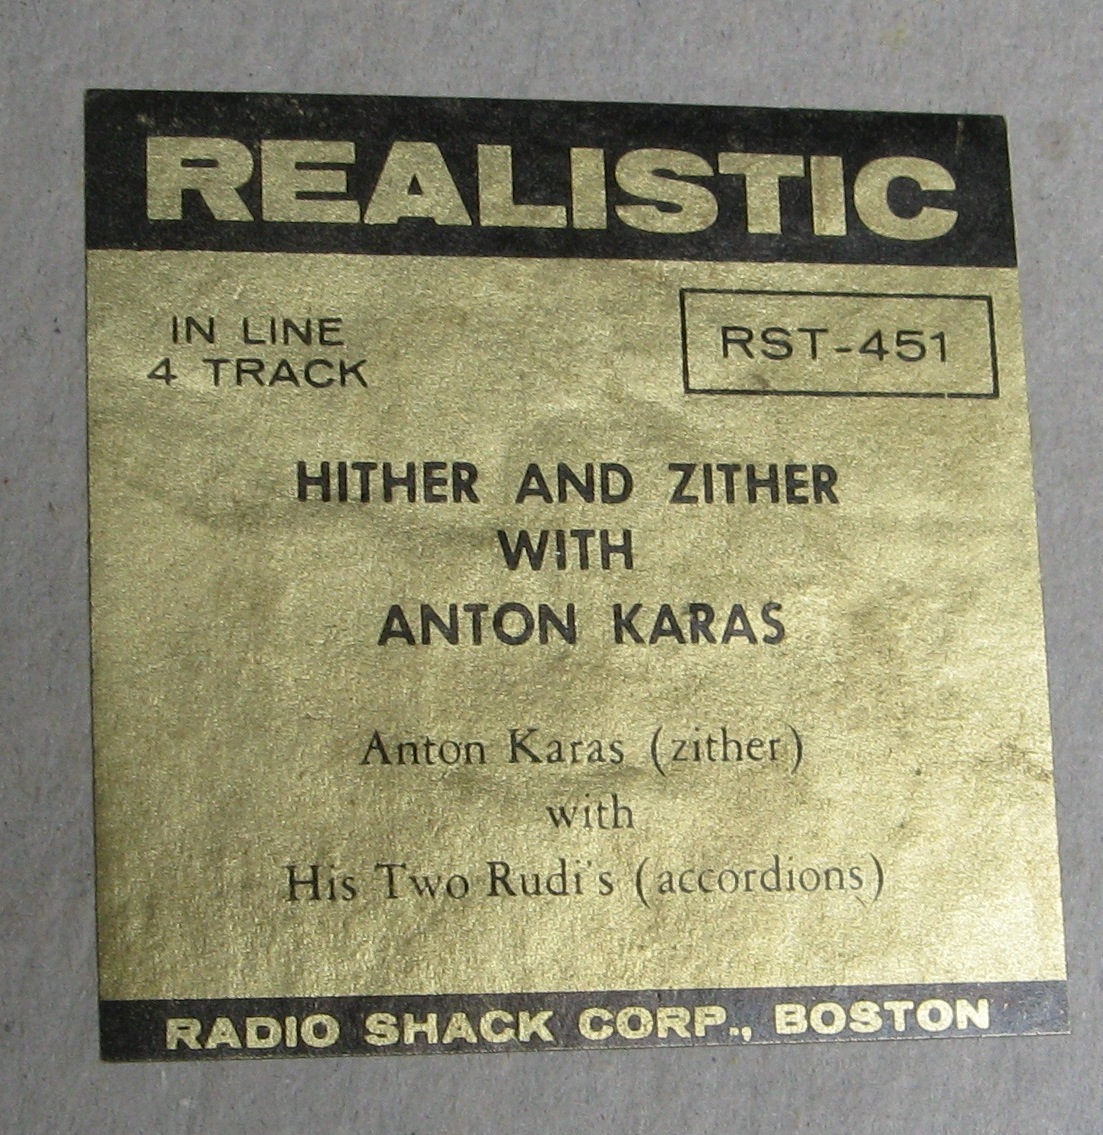 REALISTIC
IN LINE
4 TRACK
RST-451
HITHER AND ZITHER
WITH
ANTON KARAS
Anton Karas (zither)
with
His Two Rudi's (accordions)
RADIO SHACK CORP., BOSTON